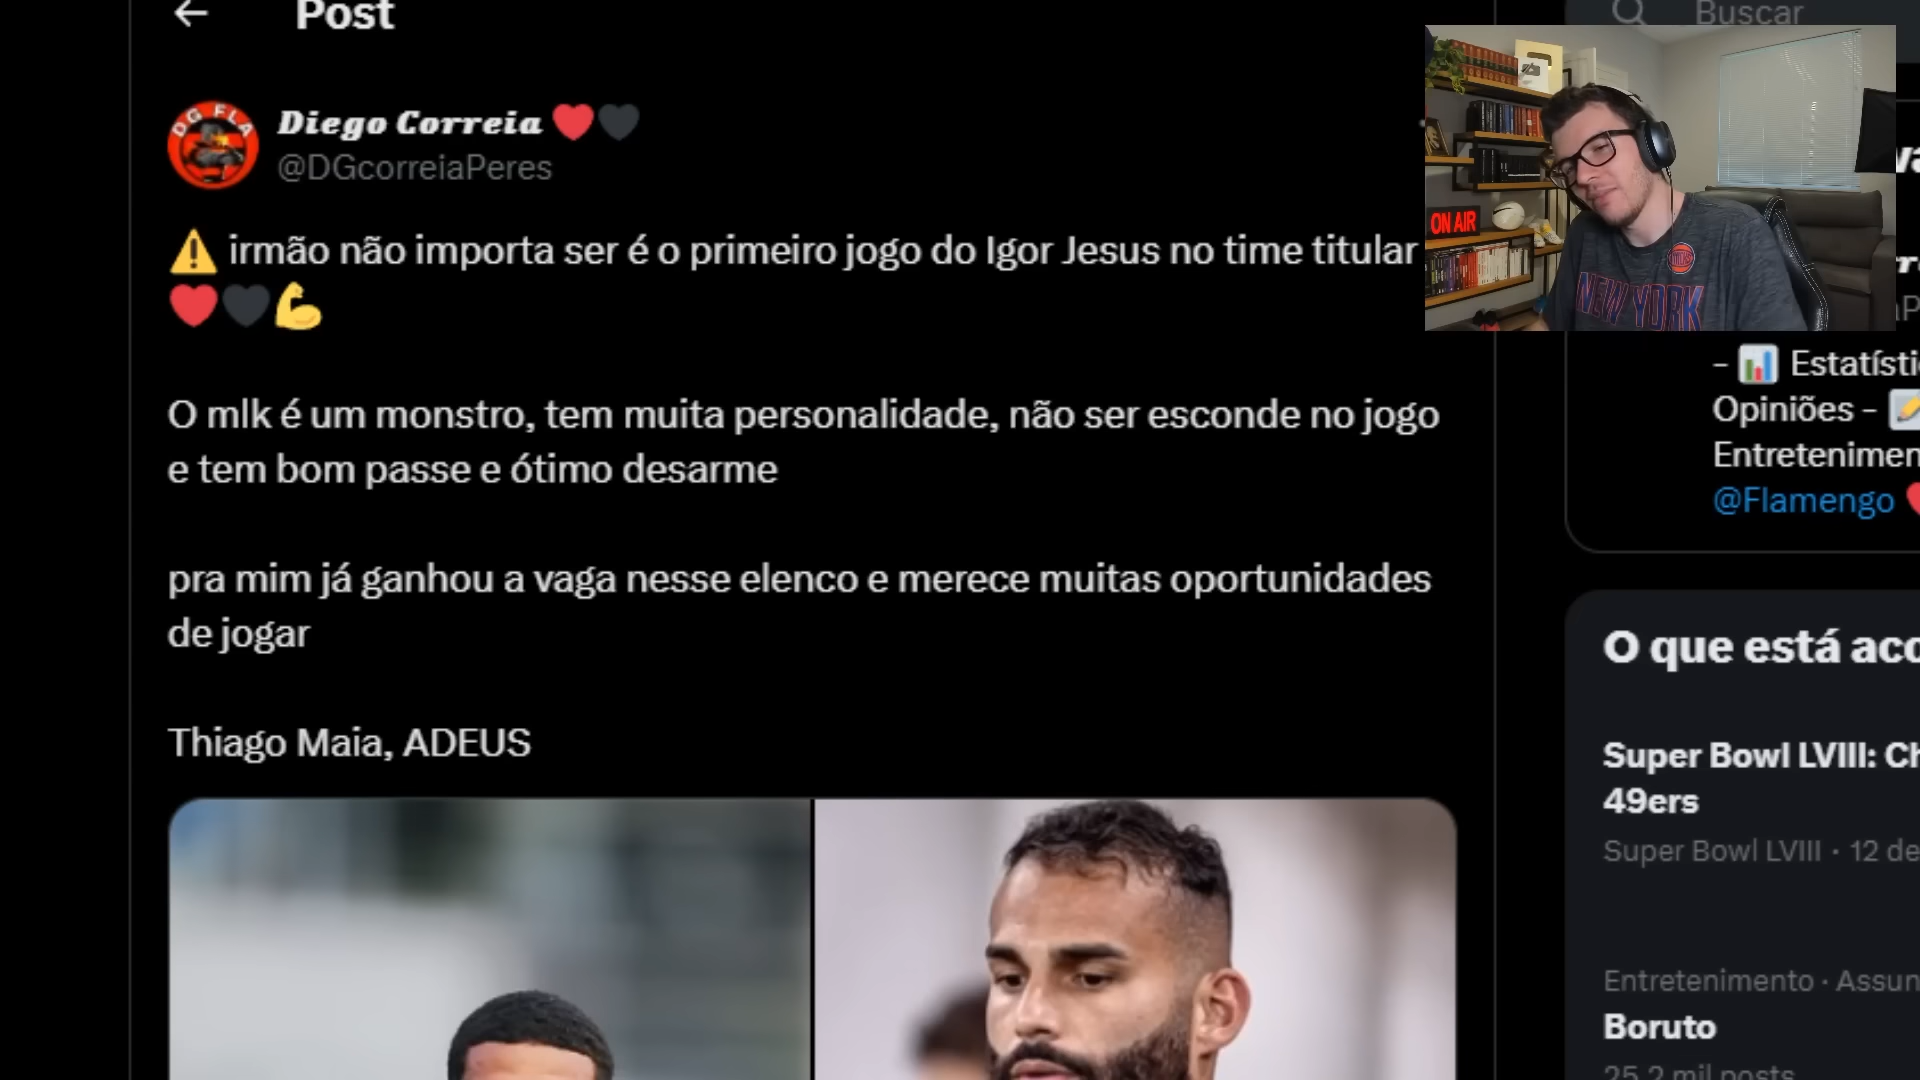 Post
Buscar
DG FLA
Diego Correia ❤️🖤
@DGcorreiaPeres
⚠️ irmão não importa ser é o primeiro jogo do Igor Jesus no time titular
❤️🖤💪
O mlk é um monstro, tem muita personalidade, não ser esconde no jogo
e tem bom passe e ótimo desarme
pra mim já ganhou a vaga nesse elenco e merece muitas oportunidades
de jogar
Thiago Maia, ADEUS
ON AIR
NEW YORK
– 📊 Estatísti
Opiniões –
Entretenimen
@Flamengo
O que está aco
Super Bowl LVIII: Ch
49ers
Super Bowl LVIII · 12 de
Entretenimento · Assun
Boruto
25,2 mil posts